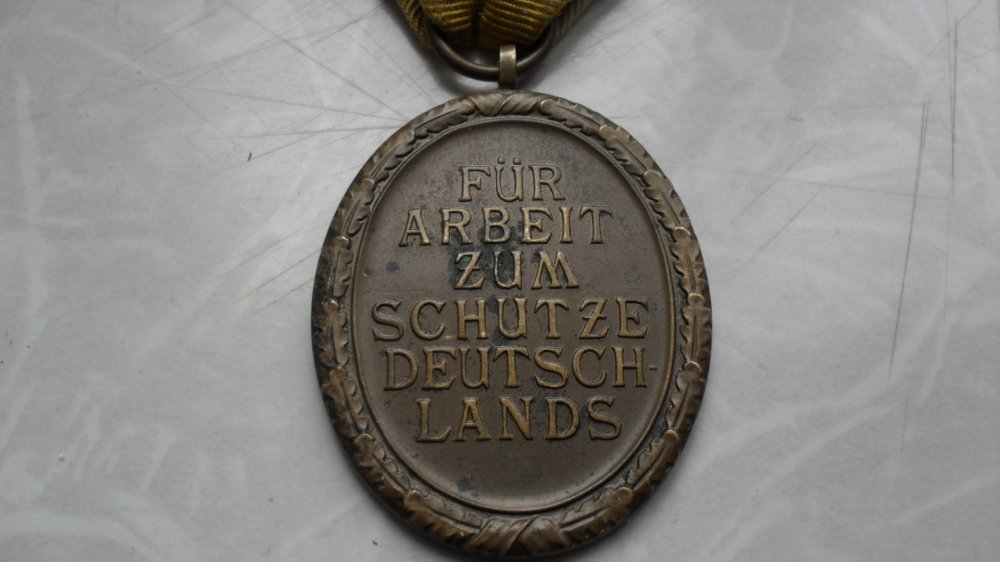 FÜR
ARBEIT
ZUM
SCHUTZE
DEUTSCH-
LANDS